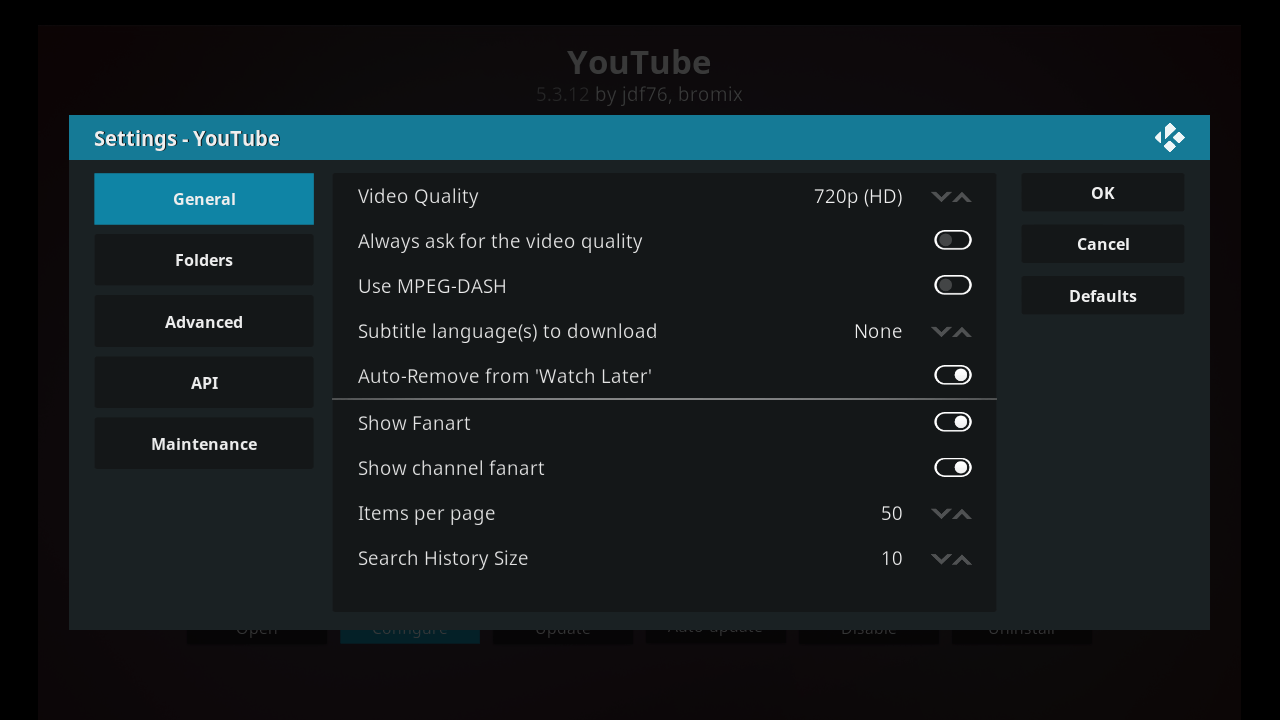 YouTube
5.3.12 by jdf76, bromix
Settings - YouTube
General
Folders
Advanced
API
Maintenance
Video Quality 720p (HD)
Always ask for the video quality
Use MPEG-DASH
Subtitle language(s) to download None
Auto-Remove from 'Watch Later'
Show Fanart
Show channel fanart
Items per page 50
Search History Size 10
OK
Cancel
Defaults
Open Configure Update Auto-update Disable Uninstall